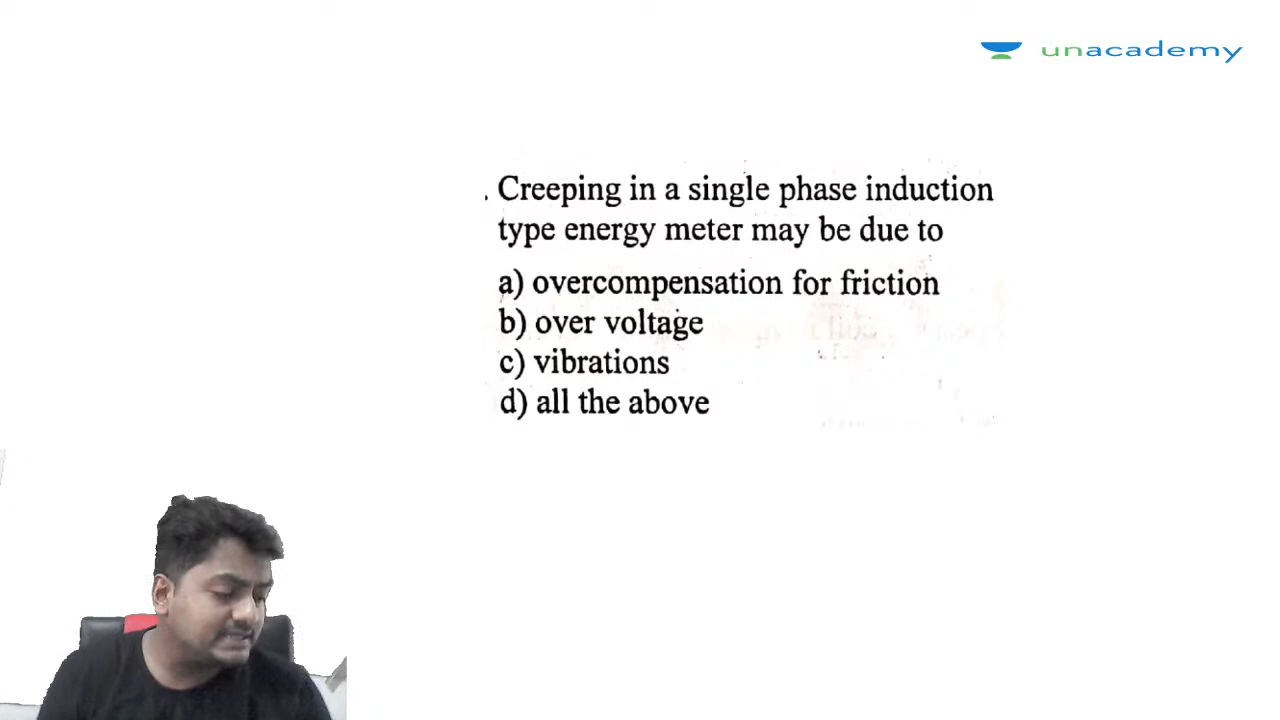 unacademy
. Creeping in a single phase induction
type energy meter may be due to
a) overcompensation for friction
b) over voltage
c) vibrations
d) all the above